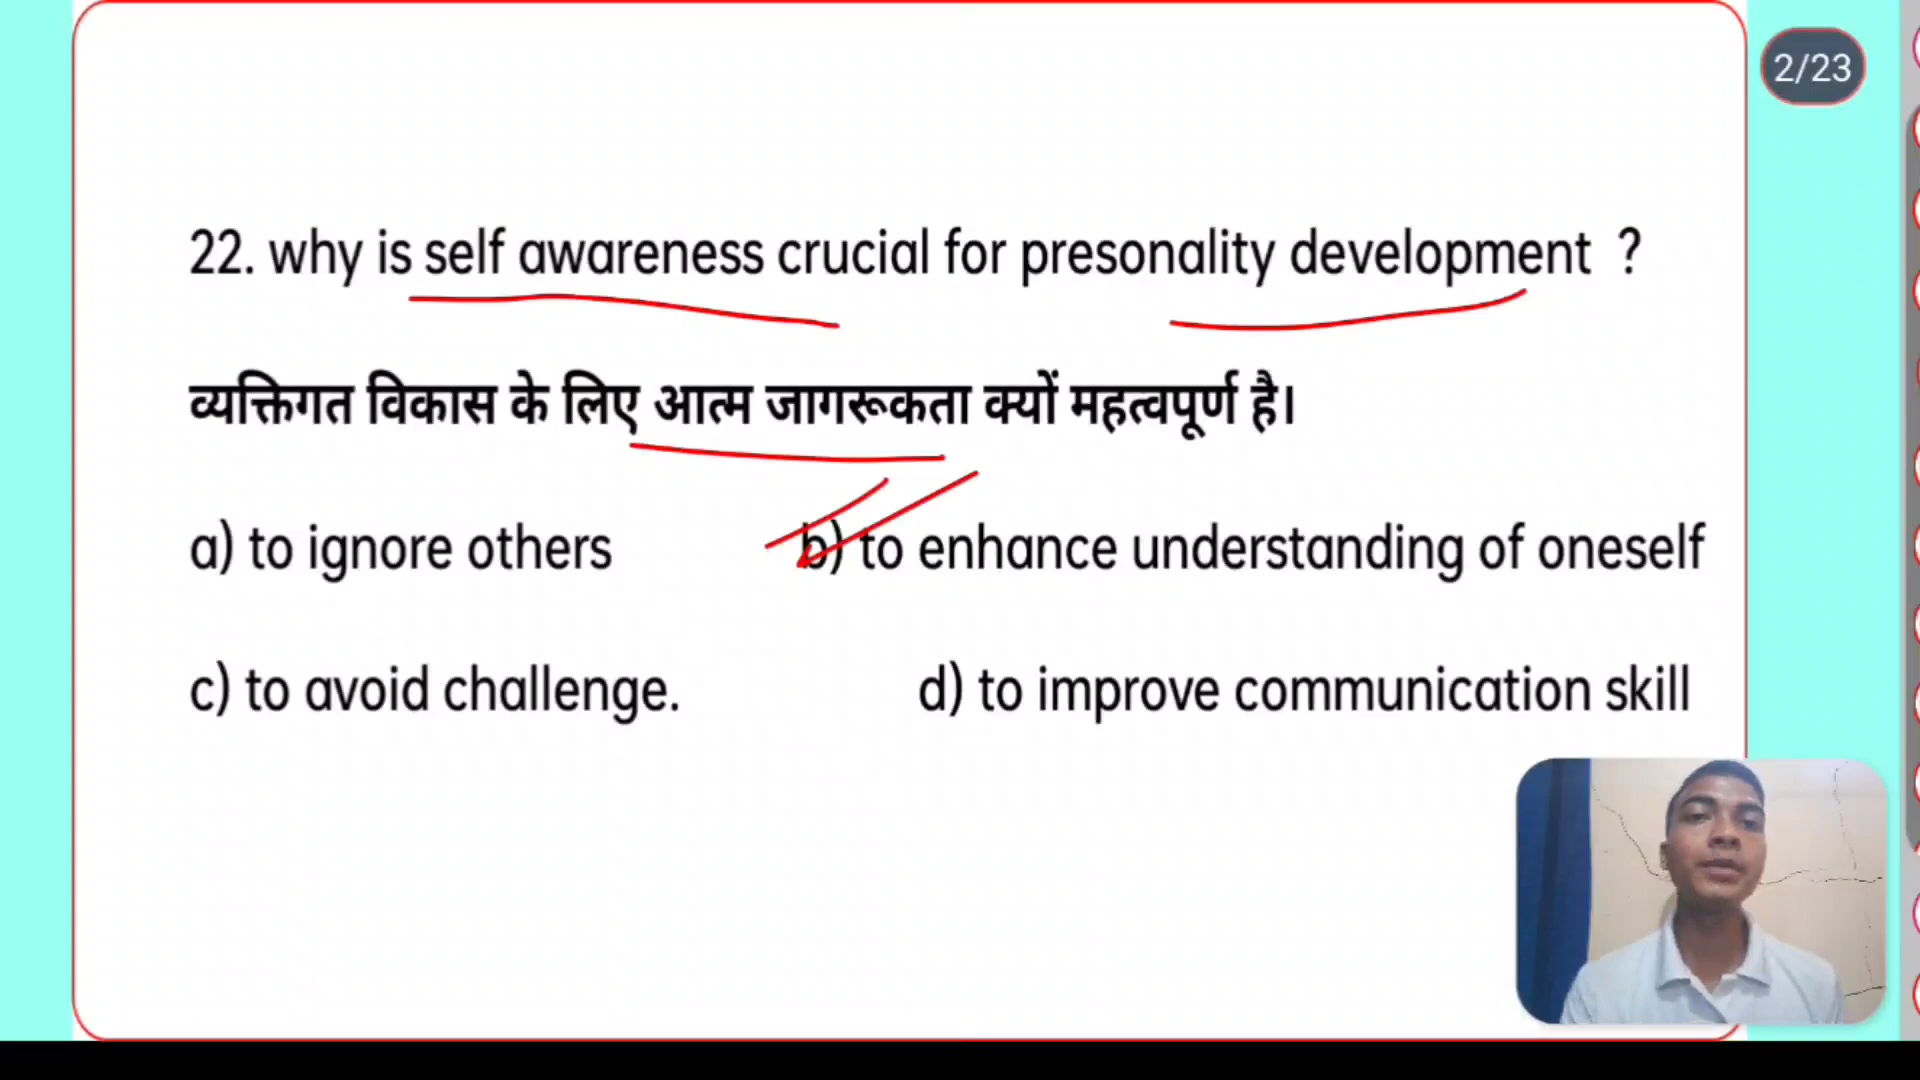 2/23
22. why is self awareness crucial for presonality development ?
व्यक्तिगत विकास के लिए आत्म जागरूकता क्यों महत्वपूर्ण है।
a) to ignore others b) to enhance understanding of oneself
c) to avoid challenge. d) to improve communication skill